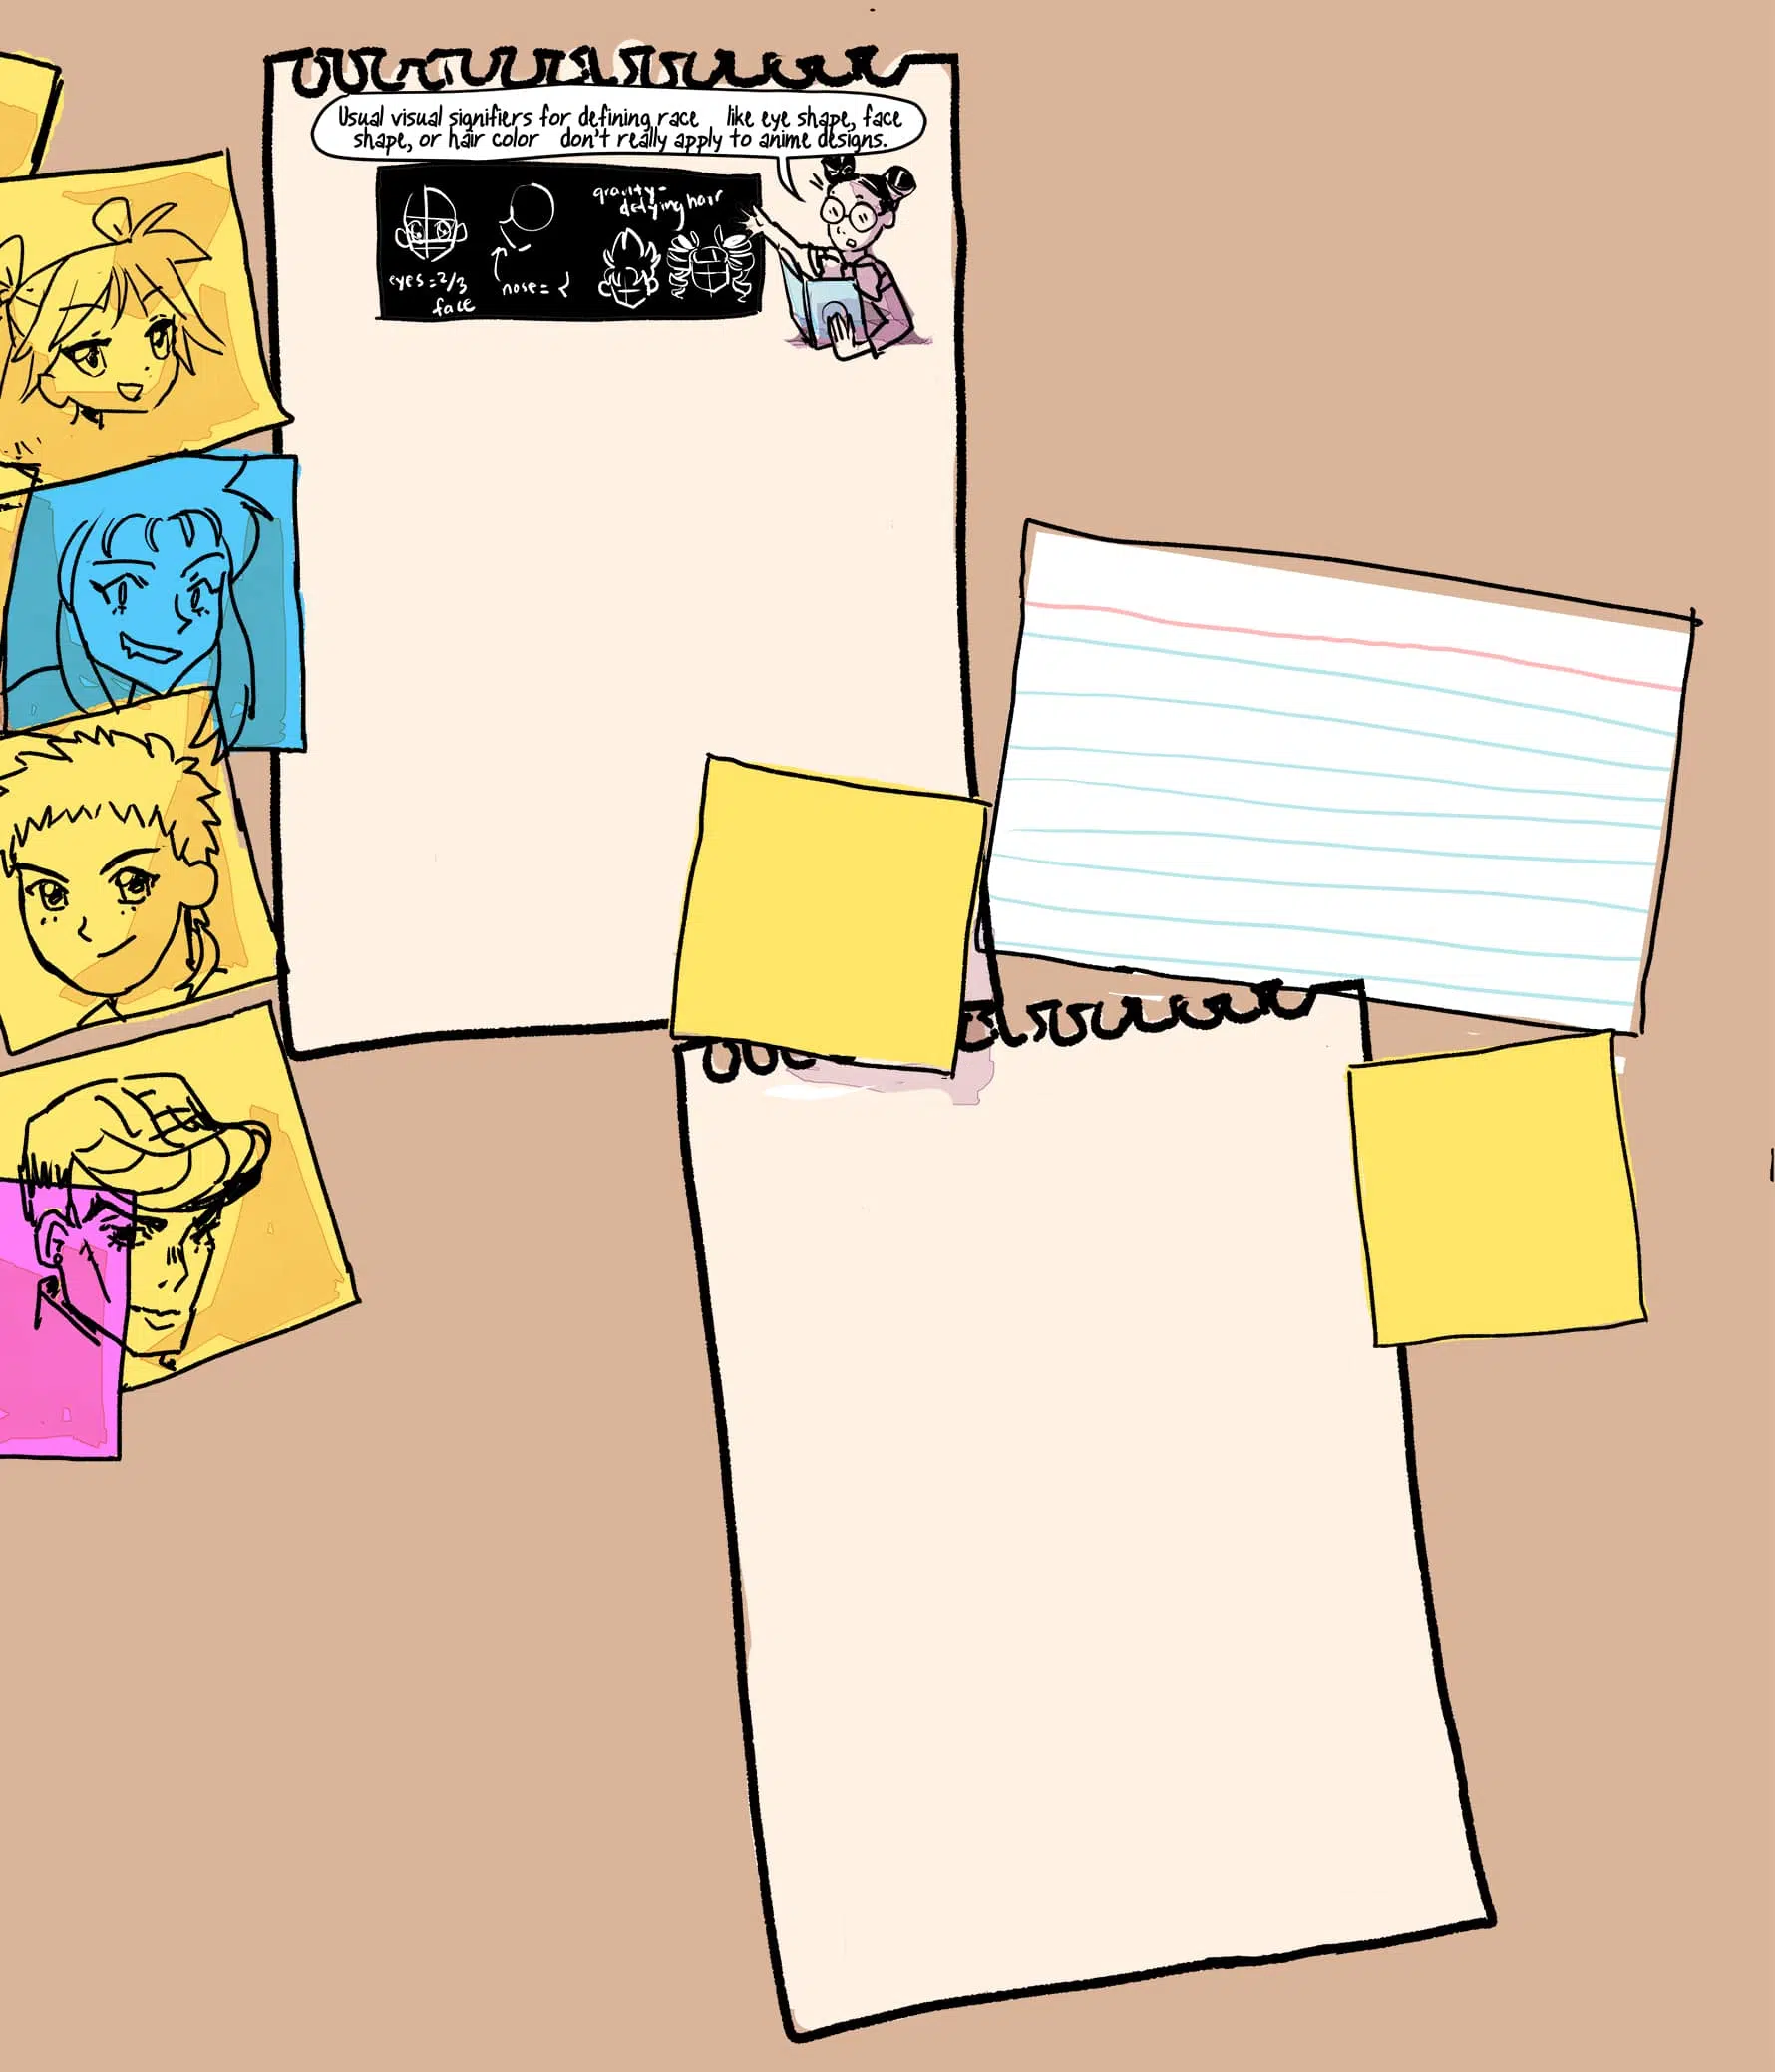 Usual visual signifiers for defining race like eye shape, face
shape, or hair color don't really apply to anime designs.
gravity-
defying hair
eyes=2/3
face
nose= <